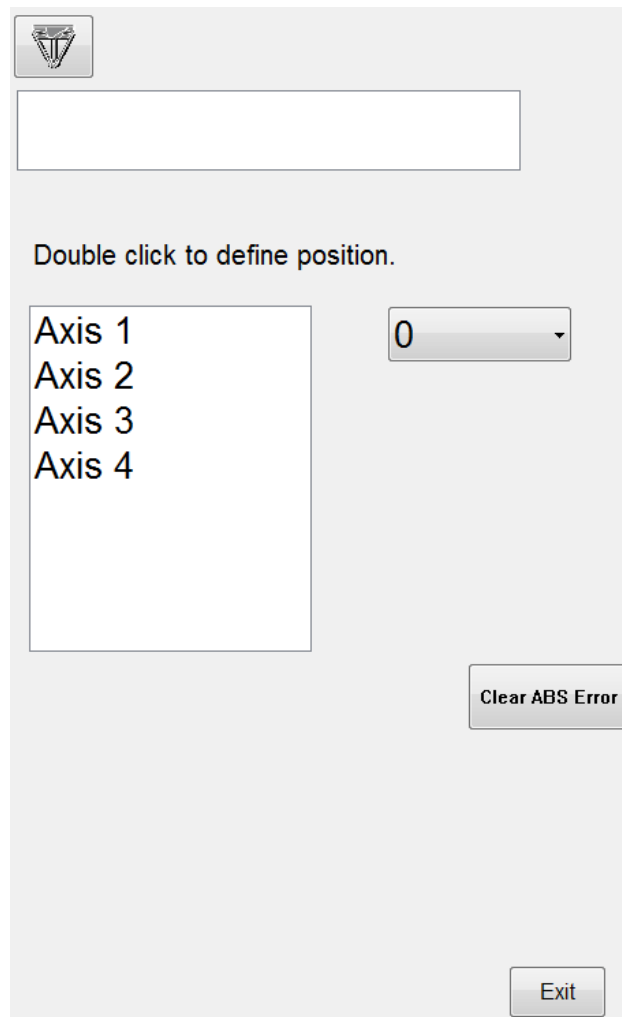 Double click to define position.
Axis 1
0
Axis 2
Axis 3
Axis 4
Clear ABS Error
Exit